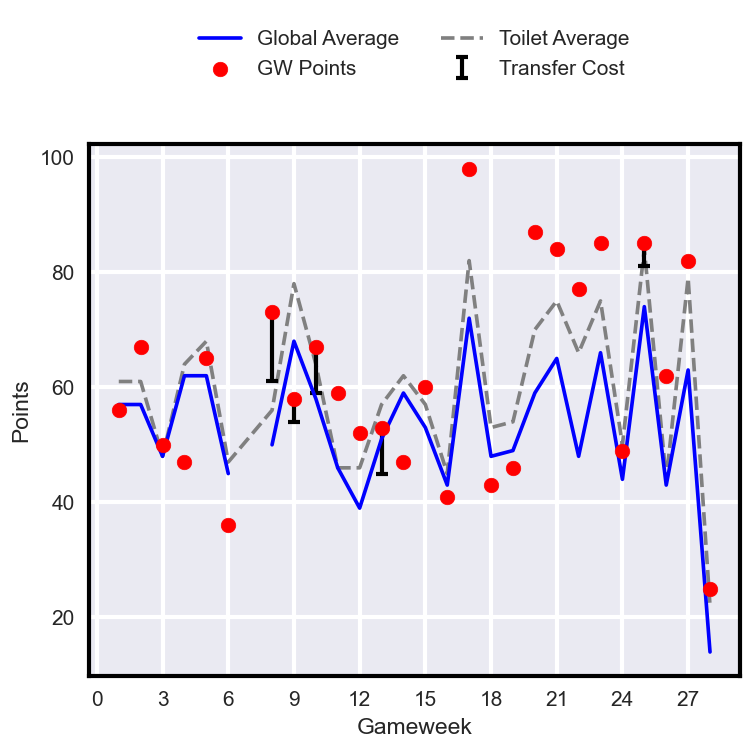 Global Average
Toilet Average
GW Points
Transfer Cost
100
80
60
40
20
Points
0 3 6 9 12 15 18 21 24 27
Gameweek